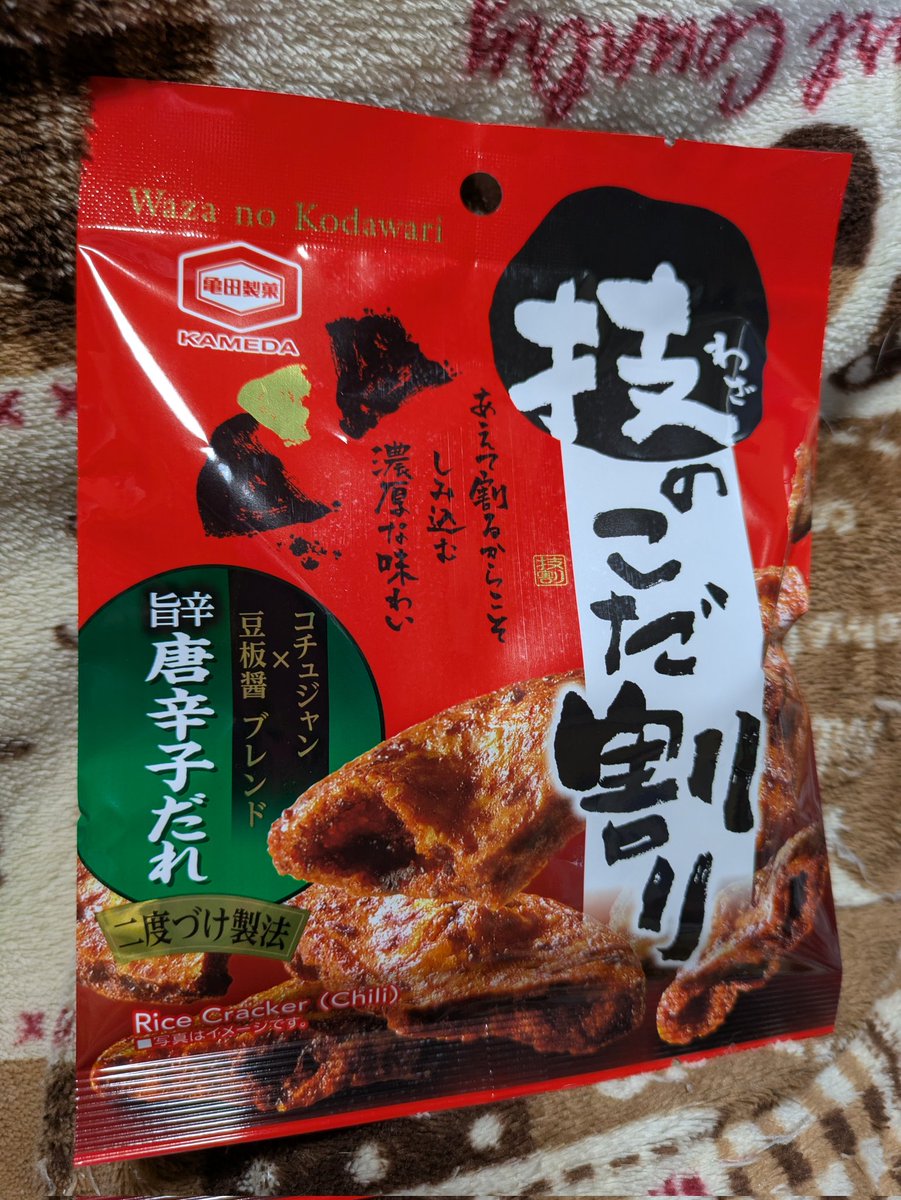 Waza no Kodawari
亀田製菓
KAMEDA
技のこだ割り
わざ
あえて割るからこそ
しみ込む
濃厚な味わい
技割
コチュジャン
×
豆板醤 ブレンド
旨辛
唐辛子だれ
二度づけ製法
Rice Cracker (Chili)
■写真はイメージです。
Country